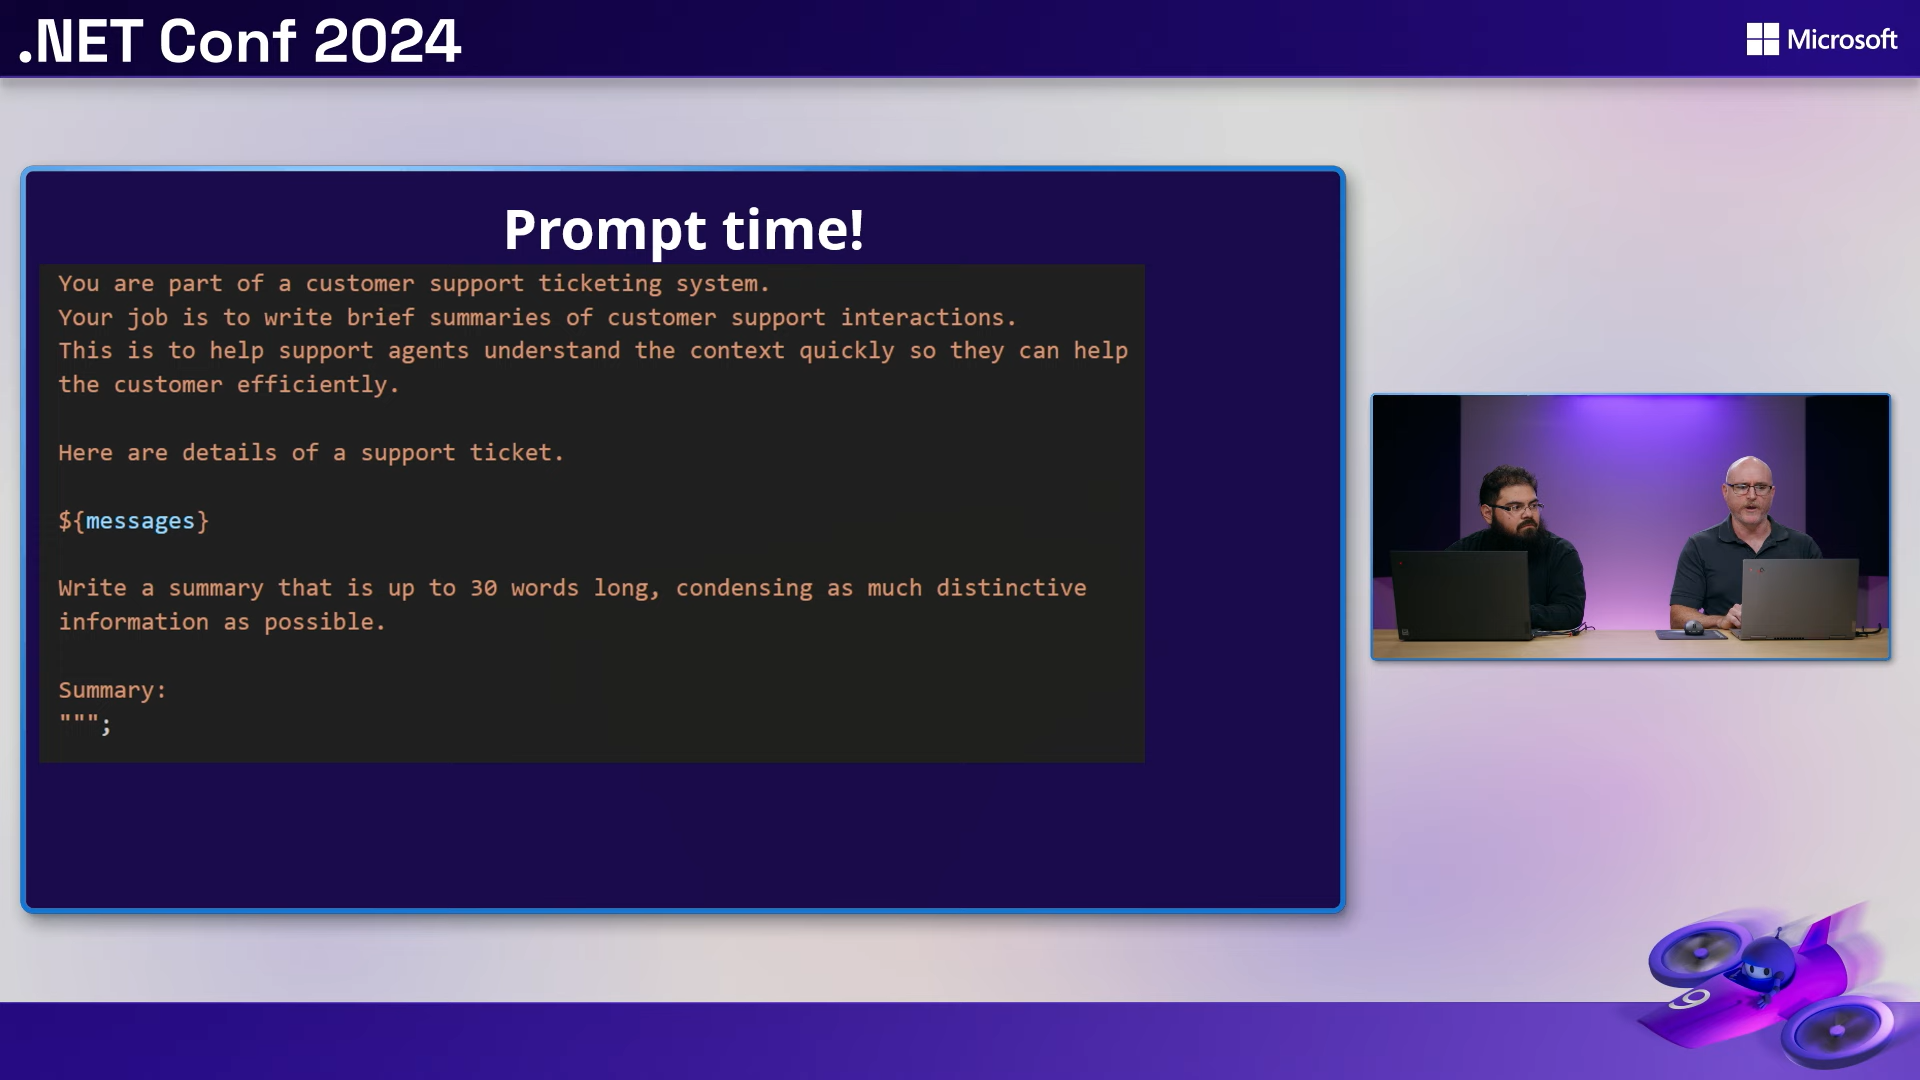 .NET Conf 2024
Microsoft
Prompt time!
You are part of a customer support ticketing system.
Your job is to write brief summaries of customer support interactions.
This is to help support agents understand the context quickly so they can help
the customer efficiently.
Here are details of a support ticket.
${messages}
Write a summary that is up to 30 words long, condensing as much distinctive
information as possible.
Summary:
""";
9